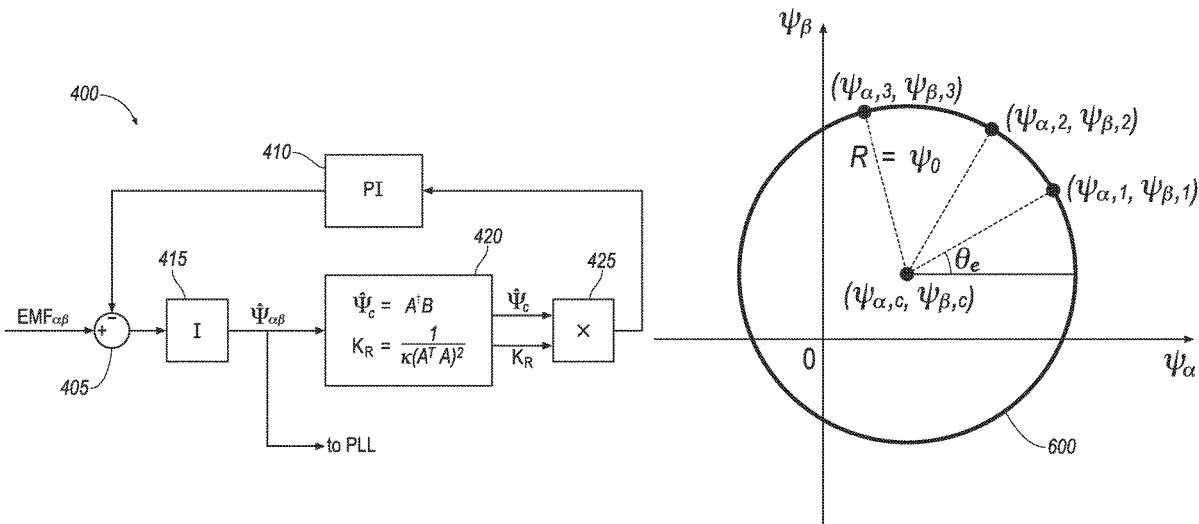 400
410
PI
415
I
420
Ψ̂c = A†B
KR = 1 / κ(Aᵀ A)²
425
×
EMFαβ
+
−
405
Ψ̂αβ
Ψ̂c
KR
to PLL
ψβ
(ψα,3, ψβ,3)
(ψα,2, ψβ,2)
R = ψ0
(ψα,1, ψβ,1)
θe
(ψα,c, ψβ,c)
0
ψα
600